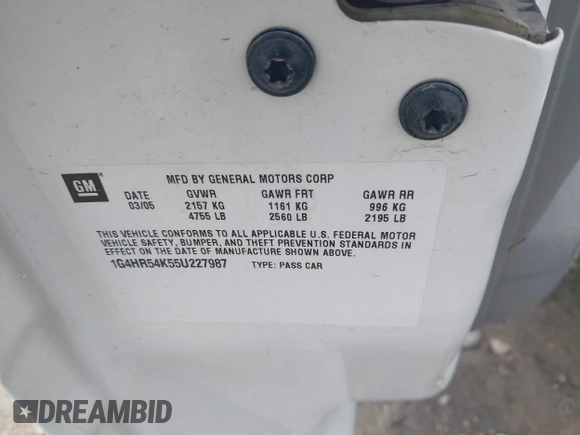 GM
MFD BY GENERAL MOTORS CORP
DATE GVWR GAWR FRT GAWR RR
03/05 2157 KG 1161 KG 996 KG
4755 LB 2560 LB 2195 LB
THIS VEHICLE CONFORMS TO ALL APPLICABLE U.S. FEDERAL MOTOR
VEHICLE SAFETY, BUMPER, AND THEFT PREVENTION STANDARDS IN
EFFECT ON THE DATE OF MANUFACTURE SHOWN ABOVE.
1G4HR54K55U227987 TYPE: PASS CAR
DREAMBID